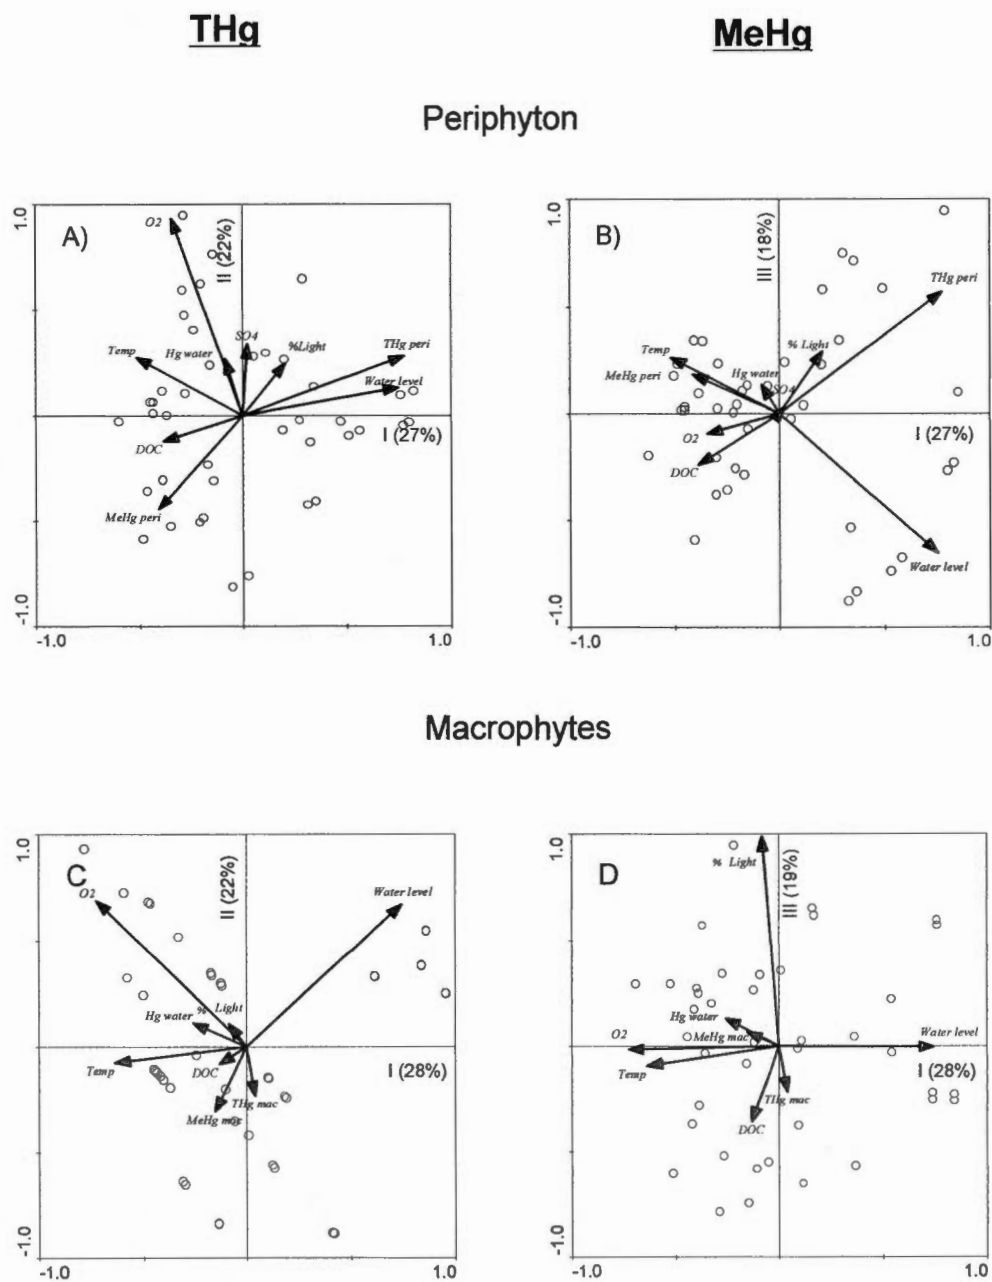 THg MeHg
Periphyton
1.0 A) O2 II (22%) SO4 %Light Temp Hg water THg peri Water level I (27%) DOC MeHg peri -1.0
-1.0 1.0
1.0 B) III (18%) THg peri % Light Temp Hg water MeHg peri SO4 O2 I (27%) DOC Water level -1.0
-1.0 1.0
Macrophytes
1.0 C O2 II (22%) Water level % Light Hg water Temp DOC I (28%) THg mac MeHg mac -1.0
-1.0 1.0
1.0 D % Light III (19%) Hg water MeHg mac O2 Water level Temp I (28%) THg mac DOC -1.0
-1.0 1.0